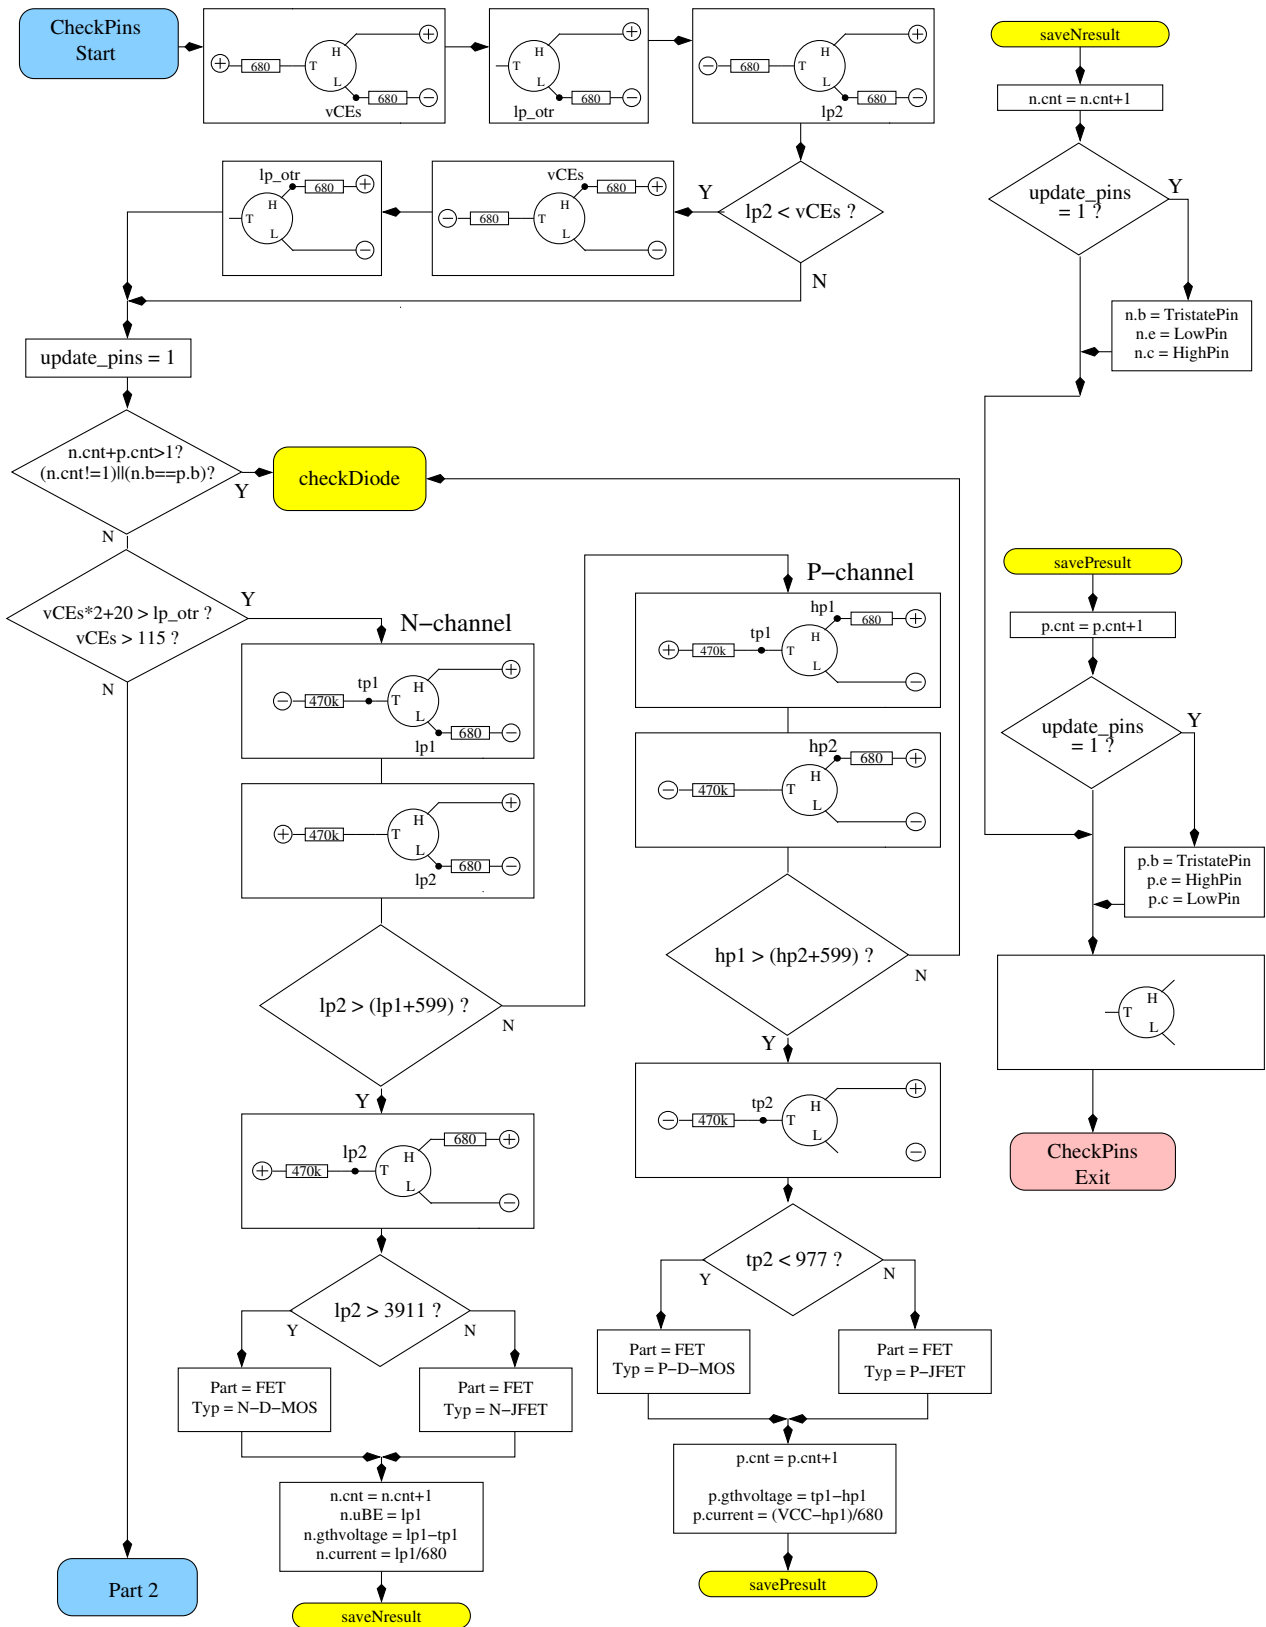 CheckPins
Start
+
680
T
H
L
+
680
−
vCEs
T
H
L
+
680
−
lp_otr
−
680
T
H
L
+
680
−
lp2
saveNresult
n.cnt = n.cnt+1
update_pins
= 1 ?
Y
n.b = TristatePin
n.e = LowPin
n.c = HighPin
lp2 < vCEs ?
Y
N
vCEs
680
+
−
680
T
H
L
−
lp_otr
680
+
T
H
L
−
update_pins = 1
n.cnt+p.cnt>1?
(n.cnt!=1)||(n.b==p.b)?
Y
N
checkDiode
vCEs*2+20 > lp_otr ?
vCEs > 115 ?
Y
N
N−channel
−
470k
tp1
T
H
L
+
lp1
680
−
+
470k
T
H
L
+
lp2
680
−
lp2 > (lp1+599) ?
N
Y
+
470k
lp2
T
H
L
680
+
−
lp2 > 3911 ?
Y
N
Part = FET
Typ = N−D−MOS
Part = FET
Typ = N−JFET
n.cnt = n.cnt+1
n.uBE = lp1
n.gthvoltage = lp1−tp1
n.current = lp1/680
saveNresult
Part 2
P−channel
hp1
680
+
+
470k
tp1
T
H
L
−
hp2
680
+
−
470k
T
H
L
−
hp1 > (hp2+599) ?
N
Y
−
470k
tp2
T
H
L
+
−
tp2 < 977 ?
Y
N
Part = FET
Typ = P−D−MOS
Part = FET
Typ = P−JFET
p.cnt = p.cnt+1
p.gthvoltage = tp1−hp1
p.current = (VCC−hp1)/680
savePresult
savePresult
p.cnt = p.cnt+1
update_pins
= 1 ?
Y
p.b = TristatePin
p.e = HighPin
p.c = LowPin
T
H
L
CheckPins
Exit